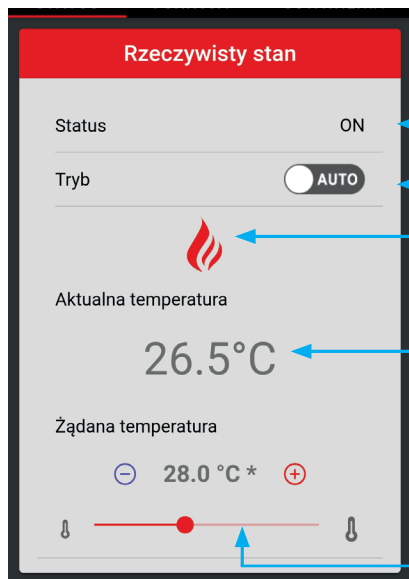 Rzeczywisty stan
Status ON
Tryb AUTO
Aktualna temperatura
26.5°C
Żądana temperatura
28.0 °C *